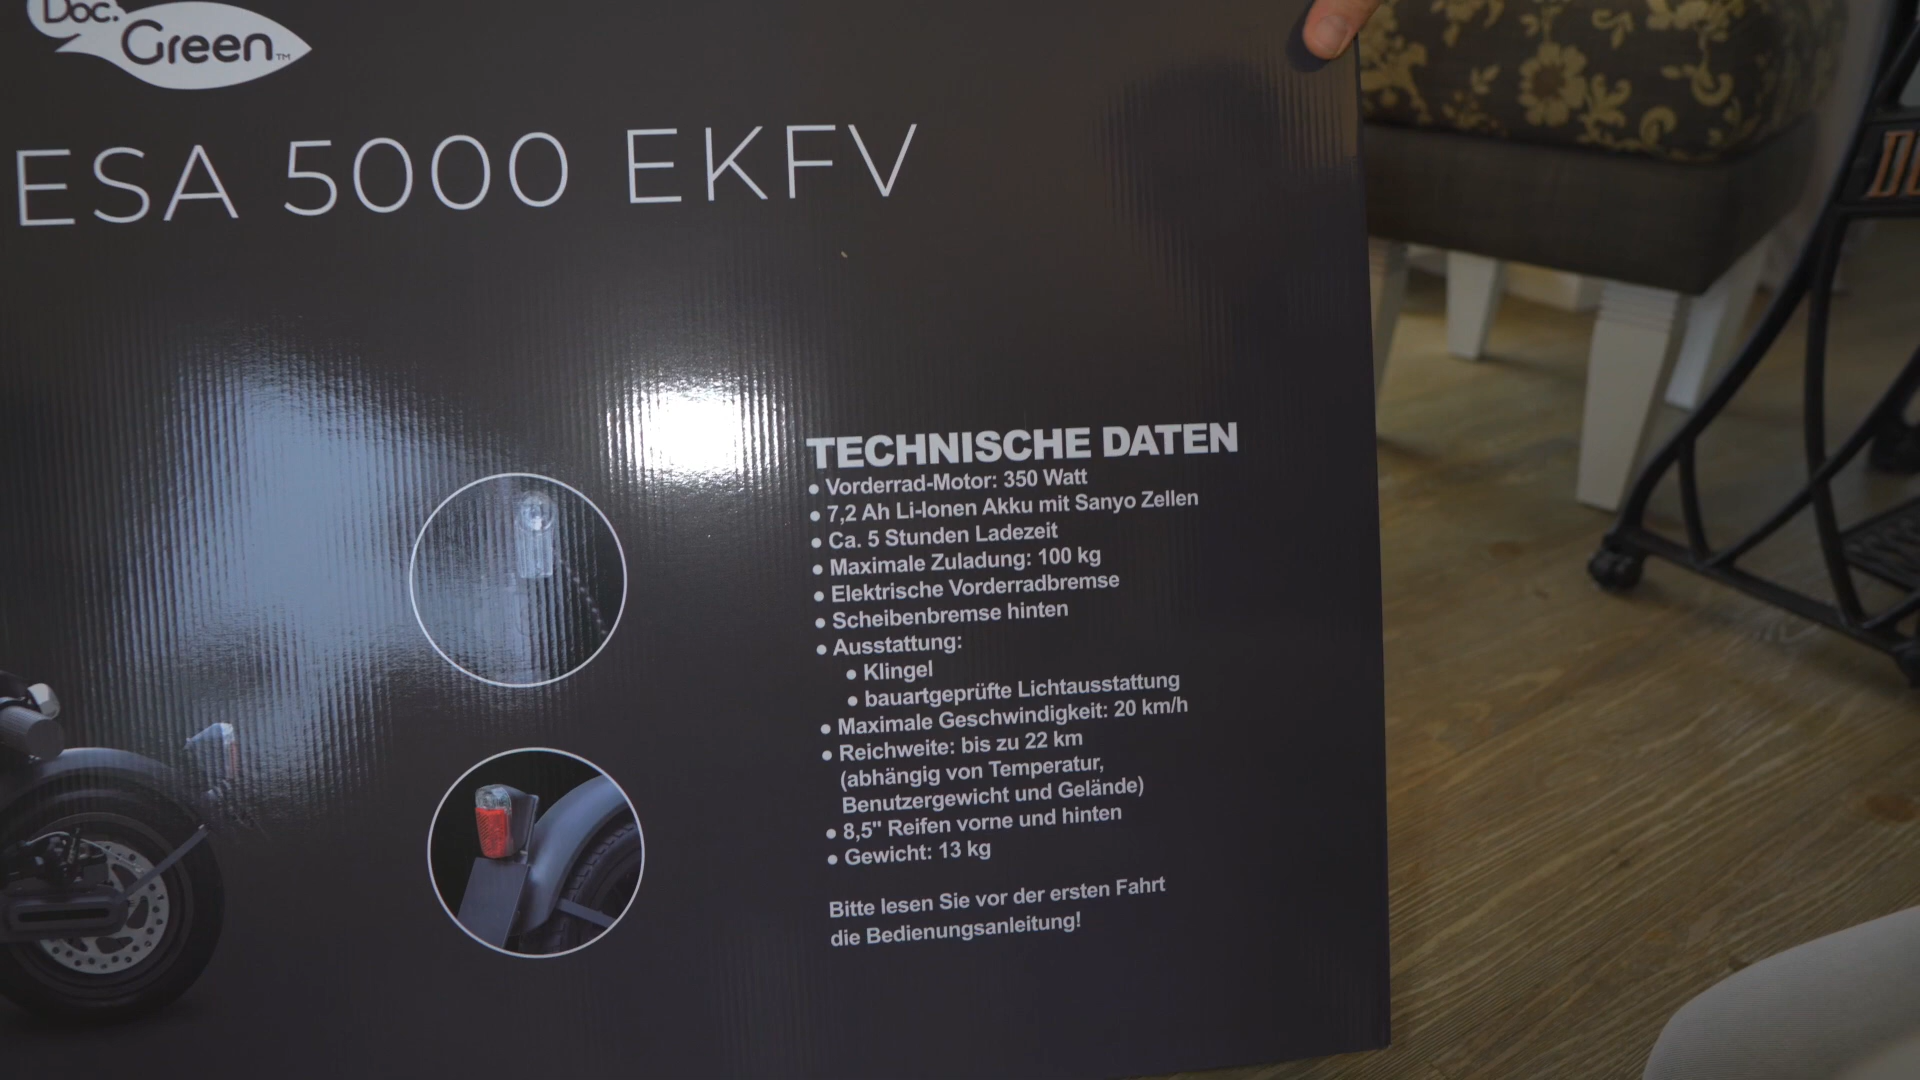 Doc.
Green™
ESA 5000 EKFV
TECHNISCHE DATEN
• Vorderrad-Motor: 350 Watt
• 7,2 Ah Li-Ionen Akku mit Sanyo Zellen
• Ca. 5 Stunden Ladezeit
• Maximale Zuladung: 100 kg
• Elektrische Vorderradbremse
• Scheibenbremse hinten
• Ausstattung:
• Klingel
• bauartgeprüfte Lichtausstattung
• Maximale Geschwindigkeit: 20 km/h
• Reichweite: bis zu 22 km
(abhängig von Temperatur,
Benutzergewicht und Gelände)
• 8,5" Reifen vorne und hinten
• Gewicht: 13 kg
Bitte lesen Sie vor der ersten Fahrt
die Bedienungsanleitung!